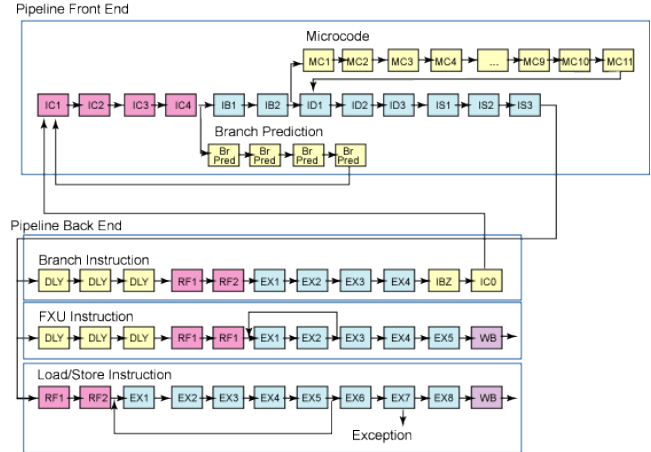 Pipeline Front End
Microcode
MC1 MC2 MC3 MC4 ... MC9 MC10 MC11
IC1 IC2 IC3 IC4 IB1 IB2 ID1 ID2 ID3 IS1 IS2 IS3
Branch Prediction
Br Pred Br Pred Br Pred Br Pred
Pipeline Back End
Branch Instruction
DLY DLY DLY RF1 RF2 EX1 EX2 EX3 EX4 IBZ IC0
FXU Instruction
DLY DLY DLY RF1 RF1 EX1 EX2 EX3 EX4 EX5 WB
Load/Store Instruction
RF1 RF2 EX1 EX2 EX3 EX4 EX5 EX6 EX7 EX8 WB
Exception